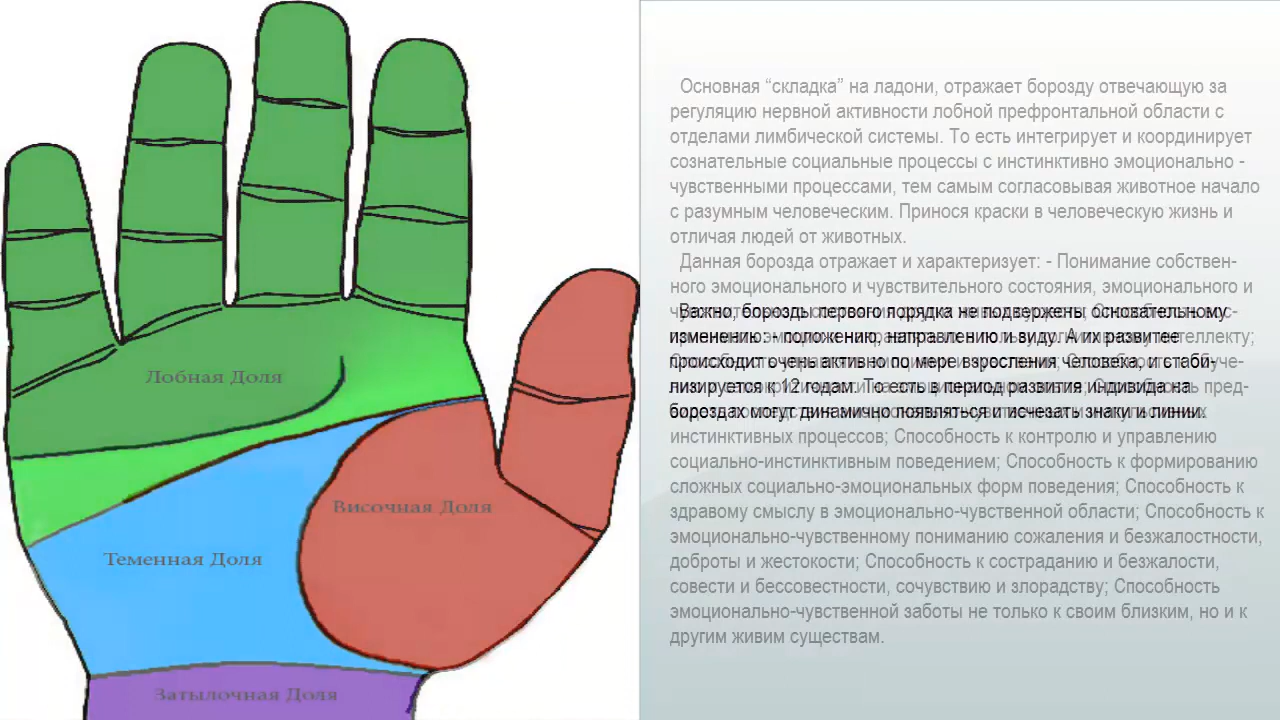 Лобная Доля
Височная Доля
Теменная Доля
Затылочная Доля
Основная “складка” на ладони, отражает борозду отвечающую за
регуляцию нервной активности лобной префронтальной области с
отделами лимбической системы. То есть интегрирует и координирует
сознательные социальные процессы с инстинктивно эмоционально -
чувственными процессами, тем самым согласовывая животное начало
с разумным человеческим. Принося краски в человеческую жизнь и
отличая людей от животных.
Данная борозда отражает и характеризует: - Понимание собствен-
ного эмоционального и чувствительного состояния, эмоционального и
Важно, борозды первого порядка не подвержены основательному
изменению. – положению, направлению и виду. А их развитее
происходит очень активно по мере взросления человека, и стаби-
лизируется к 12 годам. То есть в период развития индивида на
бороздах могут динамично появляться и исчезать знаки и линии.
инстинктивных процессов; Способность к контролю и управлению
социально-инстинктивным поведением; Способность к формированию
сложных социально-эмоциональных форм поведения; Способность к
здравому смыслу в эмоционально-чувственной области; Способность к
эмоционально-чувственному пониманию сожаления и безжалостности,
доброты и жестокости; Способность к состраданию и безжалости,
совести и бессовестности, сочувствию и злорадству; Способность
эмоционально-чувственной заботы не только к своим близким, но и к
другим живим существам.